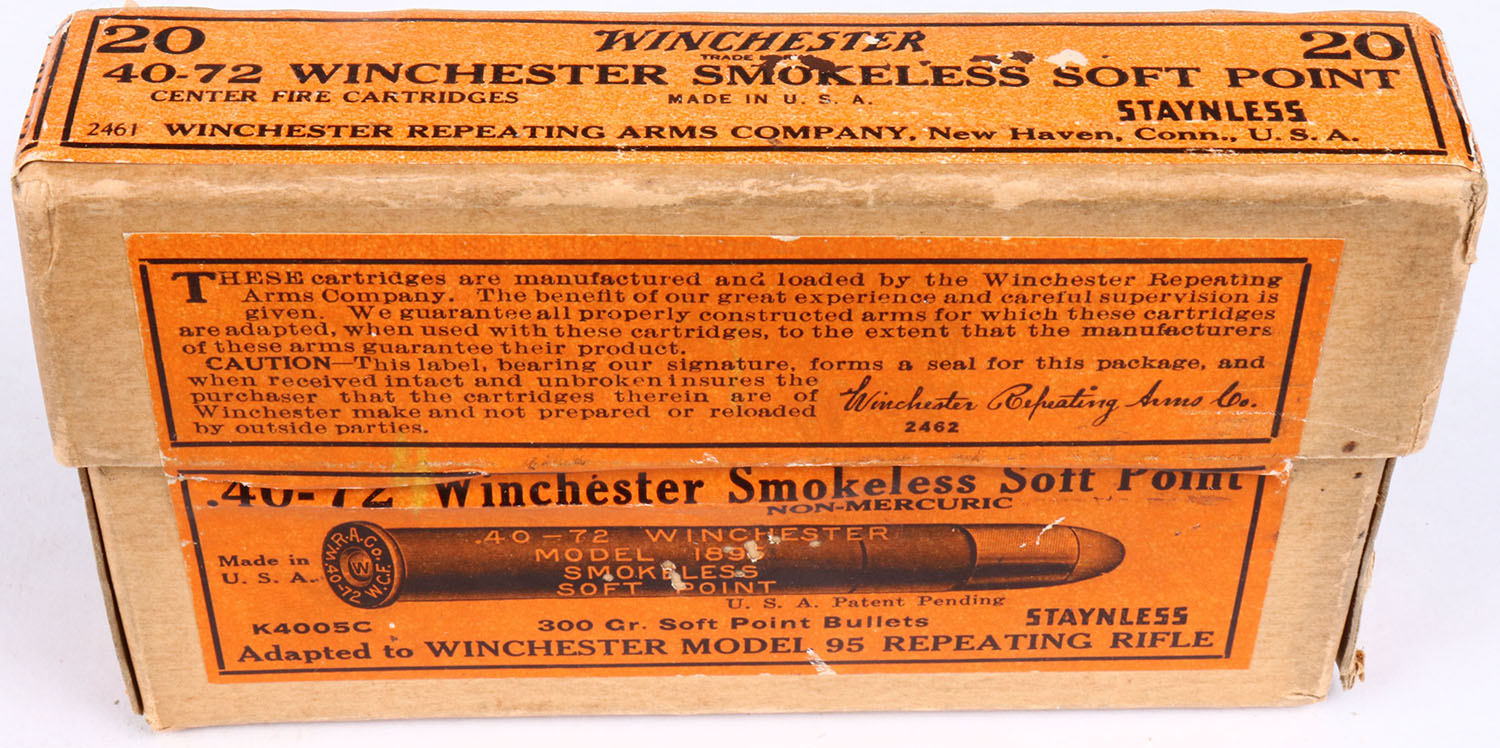 20 WINCHESTER 20
TRADE
40-72 WINCHESTER SMOKELESS SOFT POINT
CENTER FIRE CARTRIDGES MADE IN U. S. A. STAYNLESS
2461 WINCHESTER REPEATING ARMS COMPANY, New Haven, Conn., U. S. A.
THESE cartridges are manufactured and loaded by the Winchester Repeating
Arms Company. The benefit of our great experience and careful supervision is
given. We guarantee all properly constructed arms for which these cartridges
are adapted, when used with these cartridges, to the extent that the manufacturers
of these arms guarantee their product.
CAUTION—This label, bearing our signature, forms a seal for this package, and
when received intact and unbroken insures the
purchaser that the cartridges therein are of
Winchester make and not prepared or reloaded
by outside parties.
Winchester Repeating Arms Co.
2462
.40-72 Winchester Smokeless Soft Point
NON-MERCURIC
Made in
U. S. A.
W.R.A.Co.
W
40-72 W.C.F.
.40-72 WINCHESTER
MODEL 1895
SMOKELESS
SOFT POINT
U. S. A. Patent Pending
K4005C 300 Gr. Soft Point Bullets STAYNLESS
Adapted to WINCHESTER MODEL 95 REPEATING RIFLE